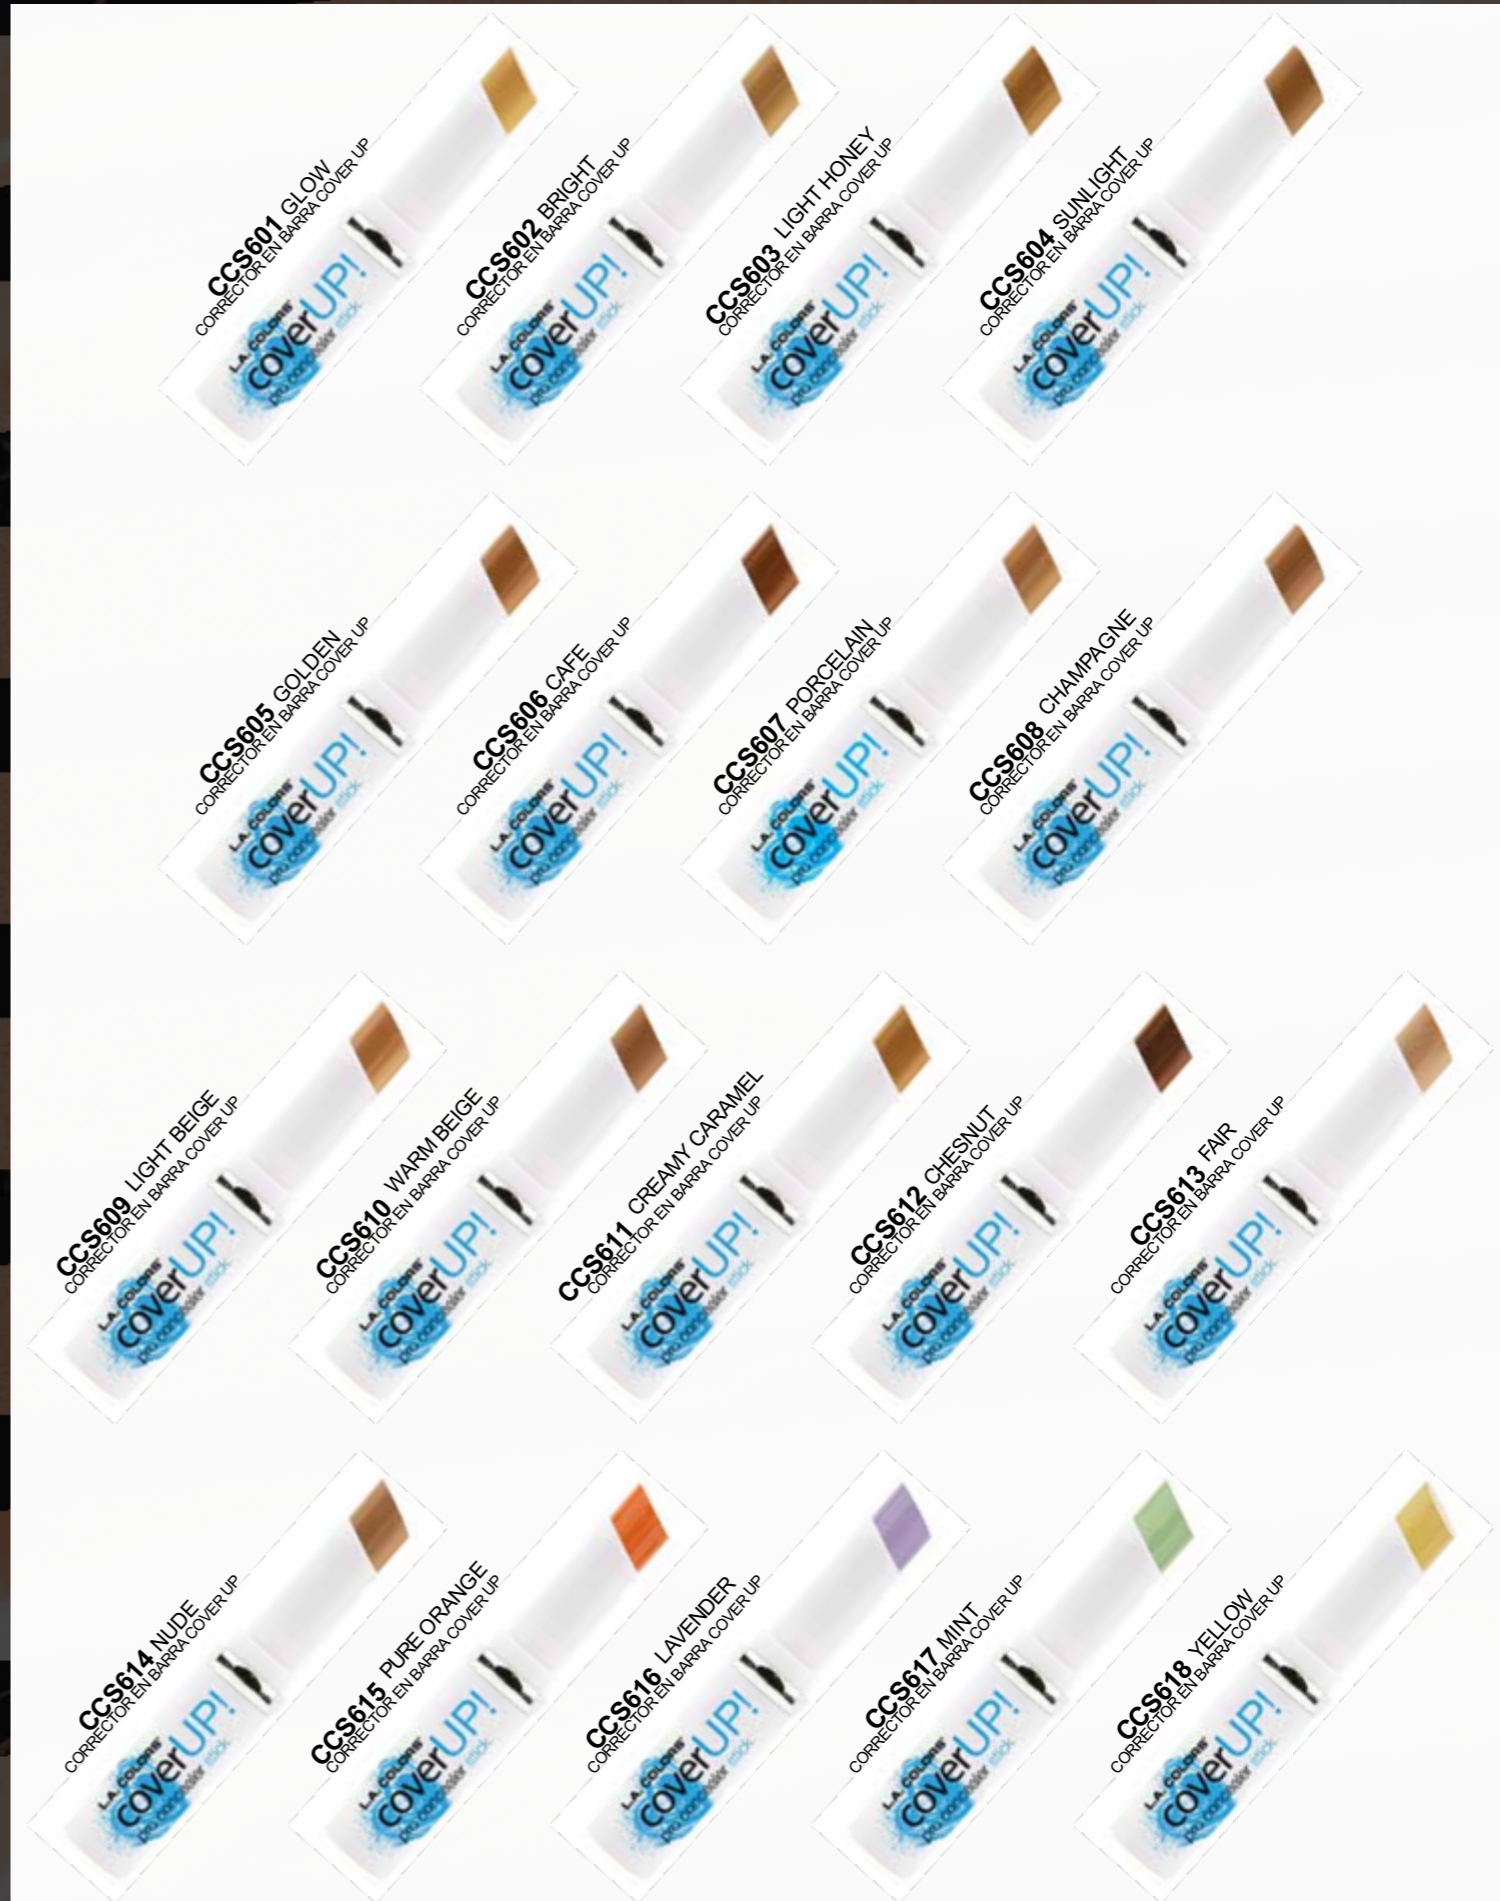 CCS601 GLOW
CORRECTOR EN BARRA COVER UP
L.A. COLORS
coverUP!
pro concealer stick
CCS602 BRIGHT
CORRECTOR EN BARRA COVER UP
L.A. COLORS
coverUP!
pro concealer stick
CCS603 LIGHT HONEY
CORRECTOR EN BARRA COVER UP
L.A. COLORS
coverUP!
pro concealer stick
CCS604 SUNLIGHT
CORRECTOR EN BARRA COVER UP
L.A. COLORS
coverUP!
pro concealer stick
CCS605 GOLDEN
CORRECTOR EN BARRA COVER UP
L.A. COLORS
coverUP!
pro concealer stick
CCS606 CAFE
CORRECTOR EN BARRA COVER UP
L.A. COLORS
coverUP!
pro concealer stick
CCS607 PORCELAIN
CORRECTOR EN BARRA COVER UP
L.A. COLORS
coverUP!
pro concealer stick
CCS608 CHAMPAGNE
CORRECTOR EN BARRA COVER UP
L.A. COLORS
coverUP!
pro concealer stick
CCS609 LIGHT BEIGE
CORRECTOR EN BARRA COVER UP
L.A. COLORS
coverUP!
pro concealer stick
CCS610 WARM BEIGE
CORRECTOR EN BARRA COVER UP
L.A. COLORS
coverUP!
pro concealer stick
CCS611 CREAMY CARAMEL
CORRECTOR EN BARRA COVER UP
L.A. COLORS
coverUP!
pro concealer stick
CCS612 CHESNUT
CORRECTOR EN BARRA COVER UP
L.A. COLORS
coverUP!
pro concealer stick
CCS613 FAIR
CORRECTOR EN BARRA COVER UP
L.A. COLORS
coverUP!
pro concealer stick
CCS614 NUDE
CORRECTOR EN BARRA COVER UP
L.A. COLORS
coverUP!
pro concealer stick
CCS615 PURE ORANGE
CORRECTOR EN BARRA COVER UP
L.A. COLORS
coverUP!
pro concealer stick
CCS616 LAVENDER
CORRECTOR EN BARRA COVER UP
L.A. COLORS
coverUP!
pro concealer stick
CCS617 MINT
CORRECTOR EN BARRA COVER UP
L.A. COLORS
coverUP!
pro concealer stick
CCS618 YELLOW
CORRECTOR EN BARRA COVER UP
L.A. COLORS
coverUP!
pro concealer stick